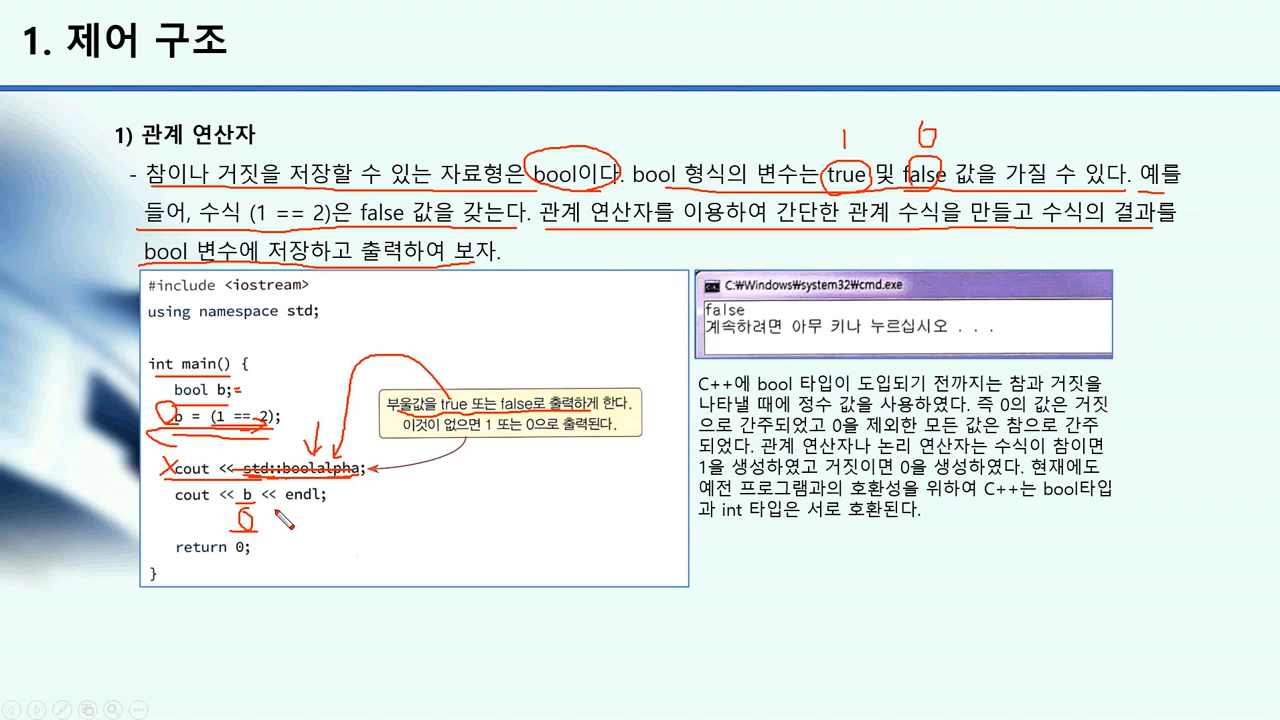 1. 제어 구조
1) 관계 연산자
- 참이나 거짓을 저장할 수 있는 자료형은 bool이다. bool 형식의 변수는 true 및 false 값을 가질 수 있다. 예를
들어, 수식 (1 == 2)은 false 값을 갖는다. 관계 연산자를 이용하여 간단한 관계 수식을 만들고 수식의 결과를
bool 변수에 저장하고 출력하여 보자.
1 0
#include <iostream>
using namespace std;
int main() {
bool b;
b = (1 == 2);
cout << std::boolalpha;
cout << b << endl;
0
return 0;
}
부울값을 true 또는 false로 출력하게 한다.
이것이 없으면 1 또는 0으로 출력된다.
C:₩Windows₩system32₩cmd.exe
false
계속하려면 아무 키나 누르십시오 . . .
C++에 bool 타입이 도입되기 전까지는 참과 거짓을
나타낼 때에 정수 값을 사용하였다. 즉 0의 값은 거짓
으로 간주되었고 0을 제외한 모든 값은 참으로 간주
되었다. 관계 연산자나 논리 연산자는 수식이 참이면
1을 생성하였고 거짓이면 0을 생성하였다. 현재에도
예전 프로그램과의 호환성을 위하여 C++는 bool타입
과 int 타입은 서로 호환된다.